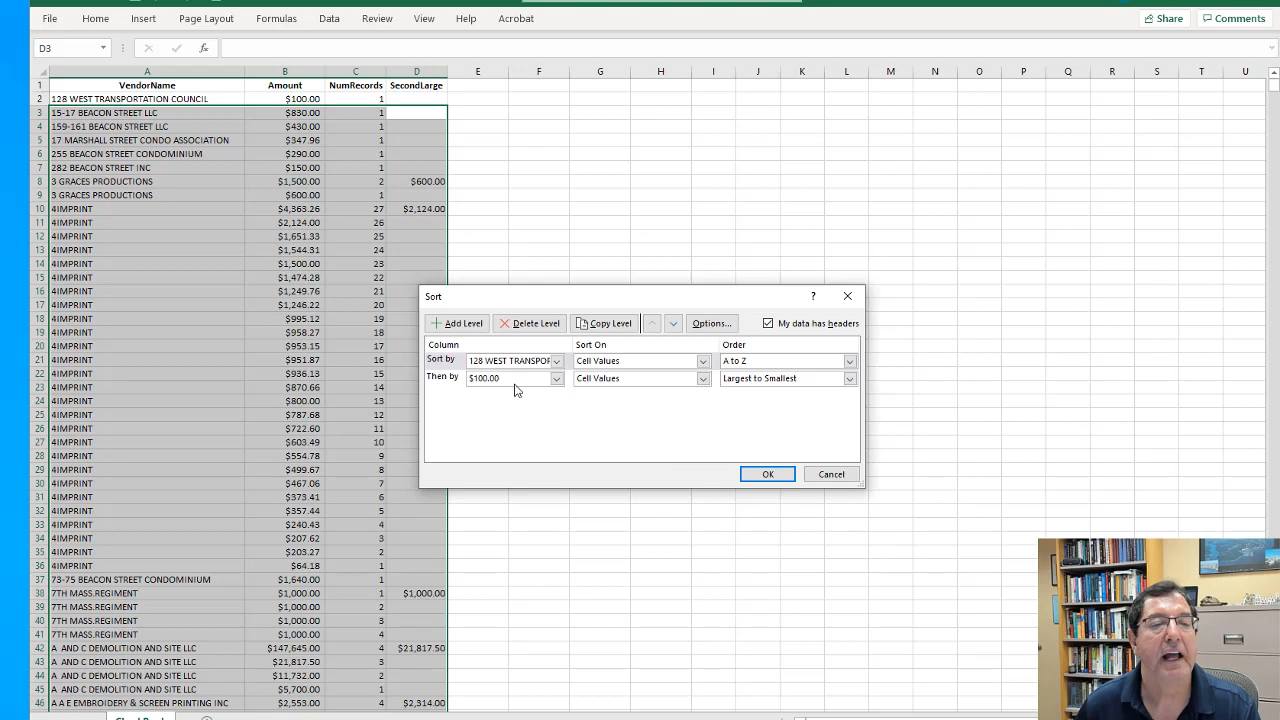 File Home Insert Page Layout Formulas Data Review View Help Acrobat Share Comments
D3 fx
A B C D E F G H I J K L M N O P Q R S T U
1 VendorName Amount NumRecords SecondLarge
2 128 WEST TRANSPORTATION COUNCIL $100.00 1
3 15-17 BEACON STREET LLC $830.00 1
4 159-161 BEACON STREET LLC $430.00 1
5 17 MARSHALL STREET CONDO ASSOCIATION $347.96 1
6 255 BEACON STREET CONDOMINIUM $290.00 1
7 282 BEACON STREET INC $150.00 1
8 3 GRACES PRODUCTIONS $1,500.00 2 $600.00
9 3 GRACES PRODUCTIONS $600.00 1
10 4IMPRINT $4,363.26 27 $2,124.00
11 4IMPRINT $2,124.00 26
12 4IMPRINT $1,651.33 25
13 4IMPRINT $1,544.31 24
14 4IMPRINT $1,500.00 23
15 4IMPRINT $1,474.28 22
16 4IMPRINT $1,249.76 21
17 4IMPRINT $1,246.22 20
18 4IMPRINT $995.12 19
19 4IMPRINT $958.27 18
20 4IMPRINT $953.15 17
21 4IMPRINT $951.87 16
22 4IMPRINT $936.13 15
23 4IMPRINT $870.66 14
24 4IMPRINT $800.00 13
25 4IMPRINT $787.68 12
26 4IMPRINT $722.60 11
27 4IMPRINT $603.49 10
28 4IMPRINT $554.78 9
29 4IMPRINT $499.67 8
30 4IMPRINT $467.06 7
31 4IMPRINT $373.41 6
32 4IMPRINT $357.44 5
33 4IMPRINT $240.43 4
34 4IMPRINT $207.62 3
35 4IMPRINT $203.27 2
36 4IMPRINT $64.18 1
37 73-75 BEACON STREET CONDOMINIUM $1,640.00 1
38 7TH MASS.REGIMENT $1,000.00 1 $1,000.00
39 7TH MASS.REGIMENT $1,000.00 2
40 7TH MASS.REGIMENT $1,000.00 3
41 7TH MASS.REGIMENT $1,000.00 4
42 A AND C DEMOLITION AND SITE LLC $147,645.00 4 $21,817.50
43 A AND C DEMOLITION AND SITE LLC $21,817.50 3
44 A AND C DEMOLITION AND SITE LLC $11,732.00 2
45 A AND C DEMOLITION AND SITE LLC $5,700.00 1
46 A A E EMBROIDERY & SCREEN PRINTING INC $2,553.00 4 $2,314.00
Sort ?
Add Level Delete Level Copy Level Options... My data has headers
Column Sort On Order
Sort by 128 WEST TRANSPOR Cell Values A to Z
Then by $100.00 Cell Values Largest to Smallest
OK Cancel